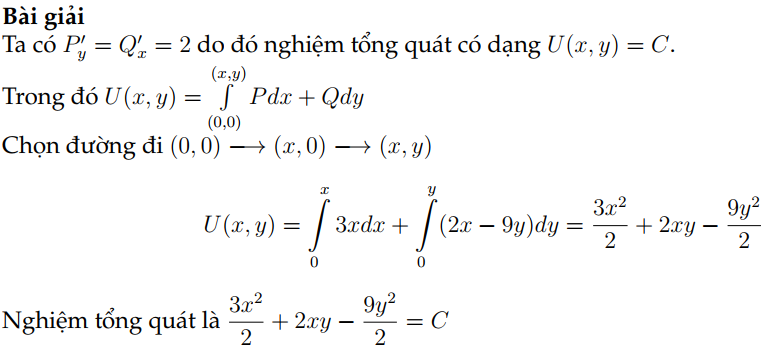 Bài giải
Ta có $P'_y = Q'_x = 2$ do đó nghiệm tổng quát có dạng $U(x, y) = C$.
Trong đó $U(x, y) = \int\limits_{(0,0)}^{(x,y)} Pdx + Qdy$
Chọn đường đi $(0, 0) \longrightarrow (x, 0) \longrightarrow (x, y)$
$U(x, y) = \int\limits_0^x 3xdx + \int\limits_0^y (2x - 9y)dy = \frac{3x^2}{2} + 2xy - \frac{9y^2}{2}$
Nghiệm tổng quát là $\frac{3x^2}{2} + 2xy - \frac{9y^2}{2} = C$